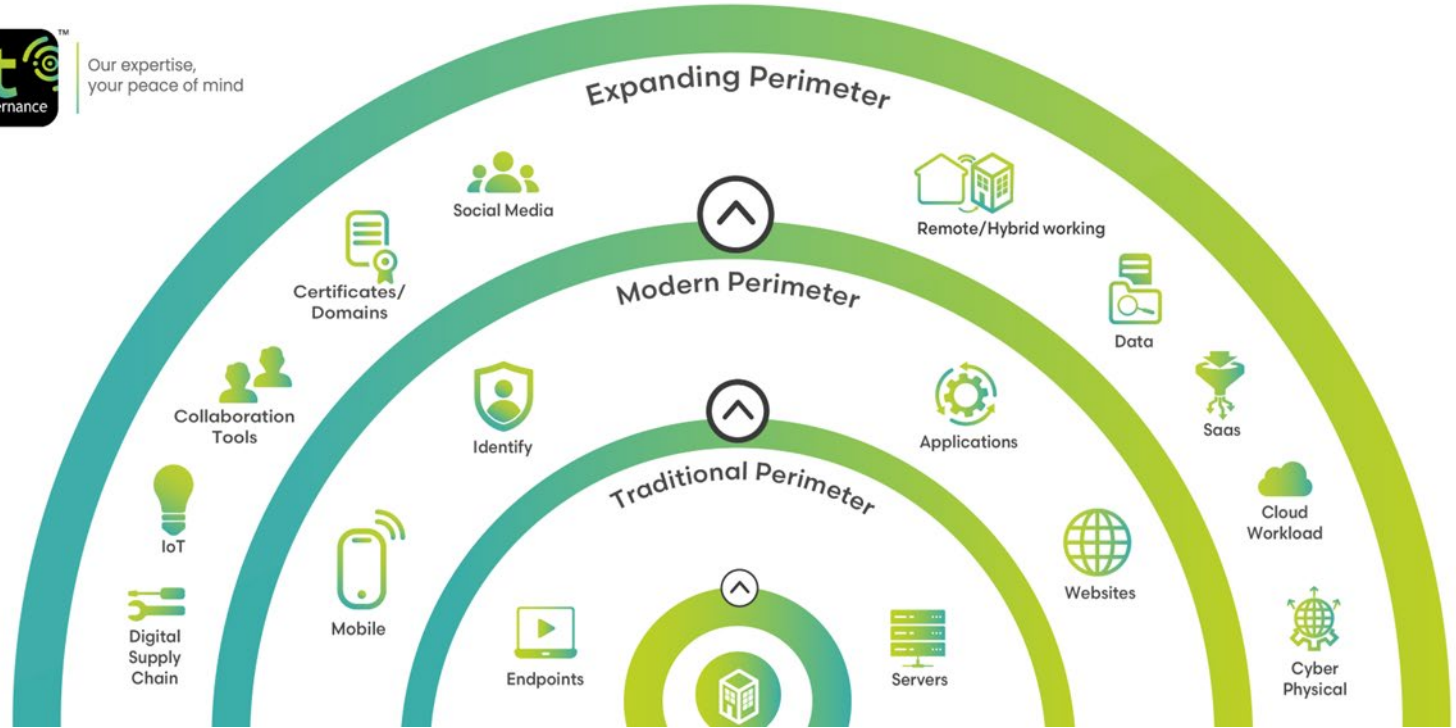 TM
Our expertise,
your peace of mind
Expanding Perimeter
Social Media
Remote/Hybrid working
Certificates/
Domains
Modern Perimeter
Data
Collaboration
Tools
Identify
Applications
Saas
Traditional Perimeter
IoT
Cloud
Workload
Mobile
Websites
Digital
Supply
Chain
Endpoints
Servers
Cyber
Physical